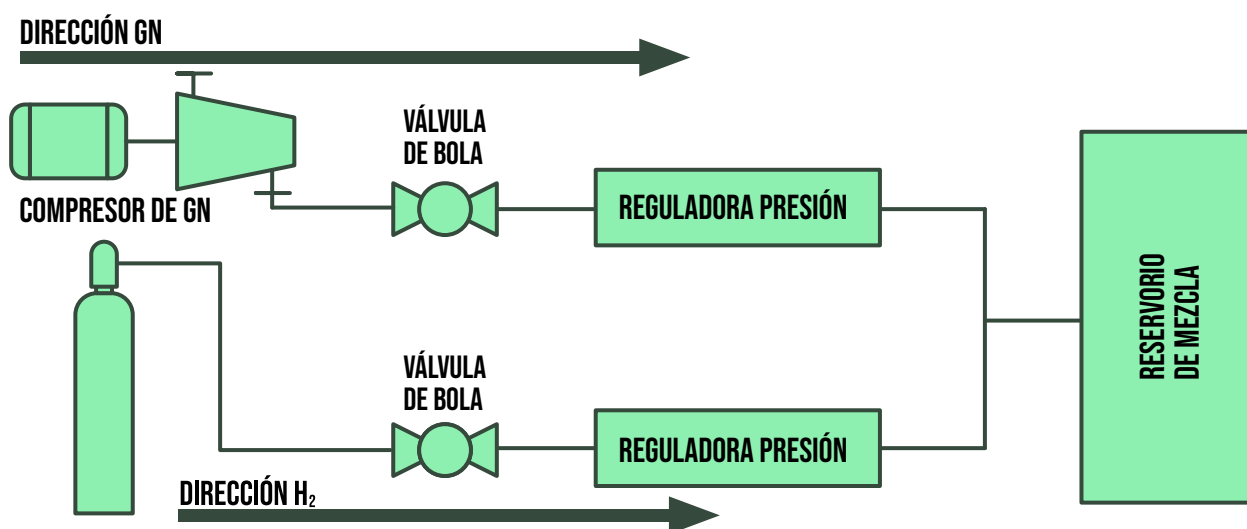 DIRECCIÓN GN
VÁLVULA
DE BOLA
COMPRESOR DE GN
REGULADORA PRESIÓN
RESERVORIO
DE MEZCLA
VÁLVULA
DE BOLA
REGULADORA PRESIÓN
DIRECCIÓN H₂